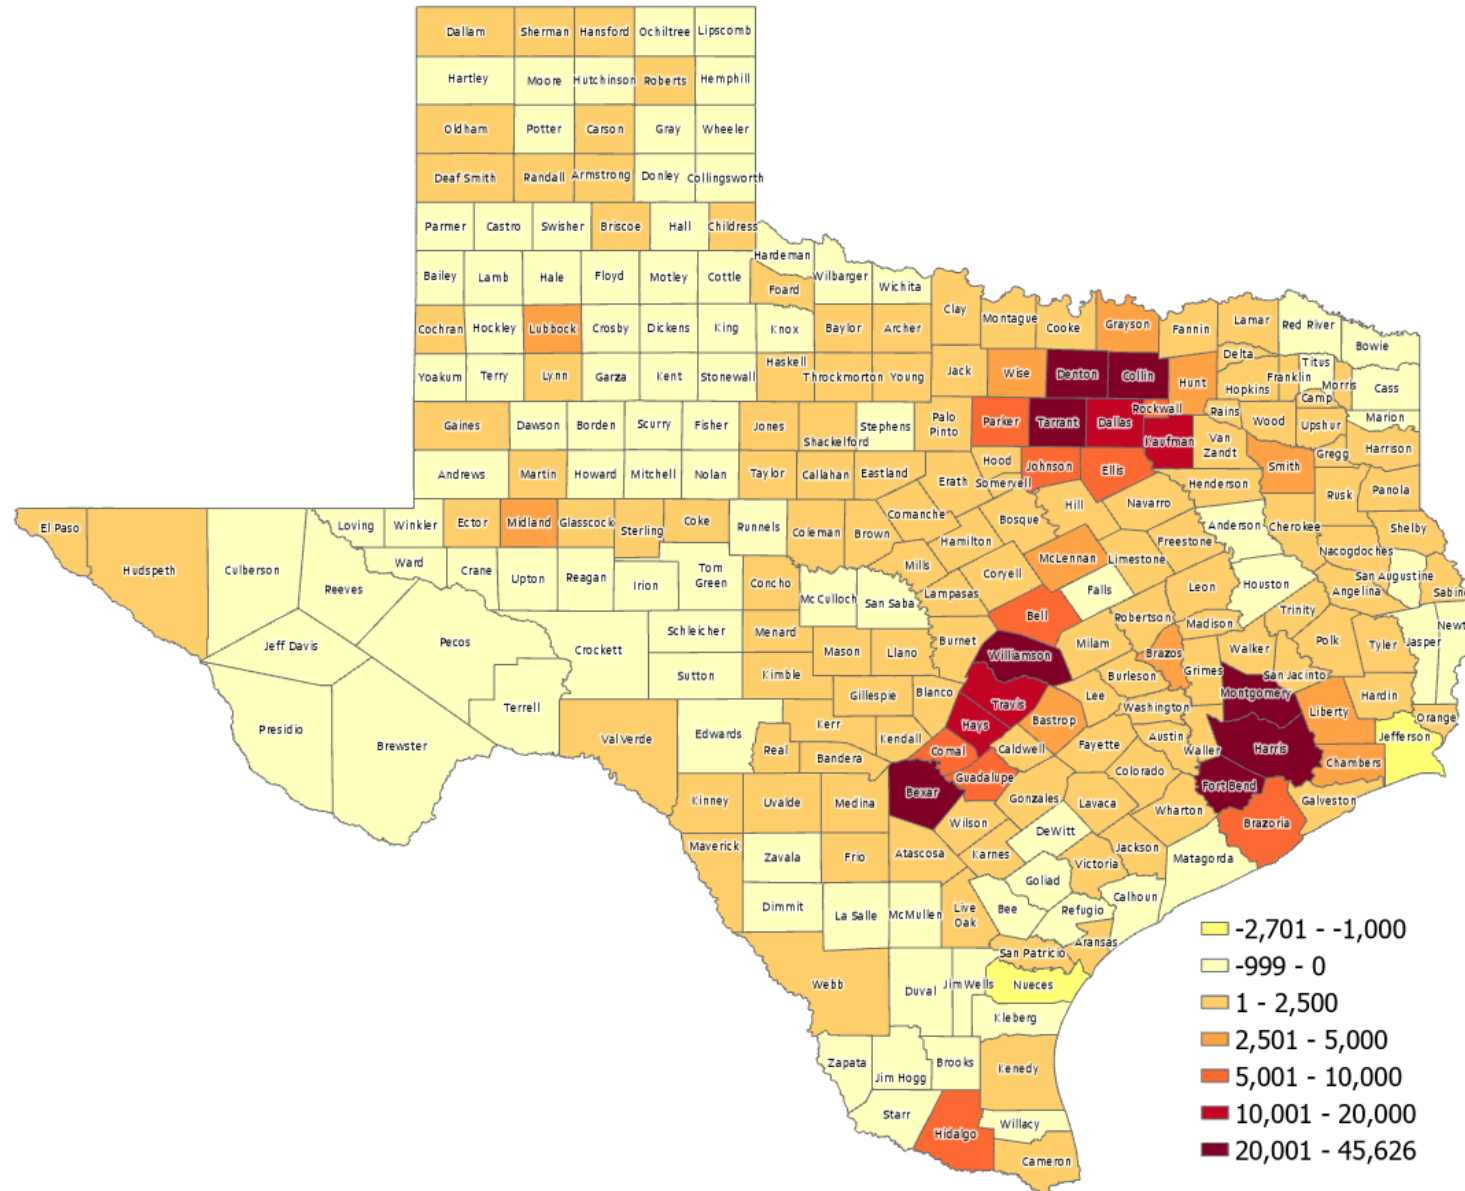 Dallam Sherman Hansford Ochiltree Lipscomb
Hartley Moore Hutchinson Roberts Hemphill
Oldham Potter Carson Gray Wheeler
Deaf Smith Randall Armstrong Donley Collingsworth
Parmer Castro Swisher Briscoe Hall Childress
Hardeman
Bailey Lamb Hale Floyd Motley Cottle Foard Wilbarger Wichita
Cochran Hockley Lubbock Crosby Dickens King Knox Baylor Archer Clay Montague Cooke Grayson Fannin Lamar Red River Bowie
Yoakum Terry Lynn Garza Kent Stonewall Haskell Throckmorton Young Jack Wise Denton Collin Hunt Delta Hopkins Franklin Titus Morris Camp Cass
Gaines Dawson Borden Scurry Fisher Jones Shackelford Stephens Palo
Pinto Parker Tarrant Dallas Rockwall Kaufman Rains Van
Zandt Wood Upshur Marion
Andrews Martin Howard Mitchell Nolan Taylor Callahan Eastland Erath Hood Somervell Johnson Ellis Henderson Smith Gregg Harrison
El Paso Hudspeth Culberson Loving Winkler Ector Midland Glasscock Sterling Coke Runnels Coleman Brown Comanche Hamilton Bosque Hill Navarro Anderson Cherokee Rusk Panola
Reeves Ward Crane Upton Reagan Irion Tom
Green Concho McCulloch San Saba Mills Lampasas Coryell McLennan Limestone Freestone Falls Leon Houston Nacogdoches Shelby San Augustine Sabin
Jeff Davis Pecos Crockett Schleicher Menard Mason Llano Burnet Bell Milam Robertson Madison Trinity Angelina Polk Tyler Jasper Newt
Presidio Brewster Terrell Sutton Kimble Gillespie Blanco Williamson Travis Lee Burleson Brazos Grimes Walker San Jacinto Montgomery Liberty Hardin Orange
Val Verde Edwards Real Kerr Bandera Kendall Hays Comal Caldwell Bastrop Fayette Washington Austin Waller Harris Chambers Jefferson
Kinney Uvalde Medina Bexar Guadalupe Gonzales Lavaca Colorado Wharton Fort Bend Brazoria Galveston
Maverick Zavala Frio Atascosa Wilson Karnes DeWitt Victoria Jackson Matagorda
Dimmit La Salle McMullen Live
Oak Bee Goliad Refugio Calhoun
San Patricio Aransas
Webb Duval Jim Wells Nueces
Kleberg
Zapata Jim Hogg Brooks Kenedy
Starr Hidalgo Willacy
Cameron
-2,701 - -1,000
-999 - 0
1 - 2,500
2,501 - 5,000
5,001 - 10,000
10,001 - 20,000
20,001 - 45,626